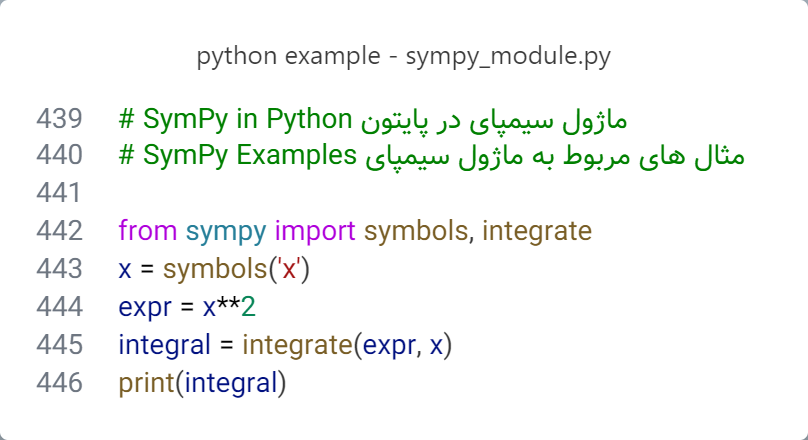 python example - sympy_module.py
439 # SymPy in Python ماژول سیمپای در پایتون
440 # SymPy Examples مثال های مربوط به ماژول سیمپای
441
442 from sympy import symbols, integrate
443 x = symbols('x')
444 expr = x**2
445 integral = integrate(expr, x)
446 print(integral)